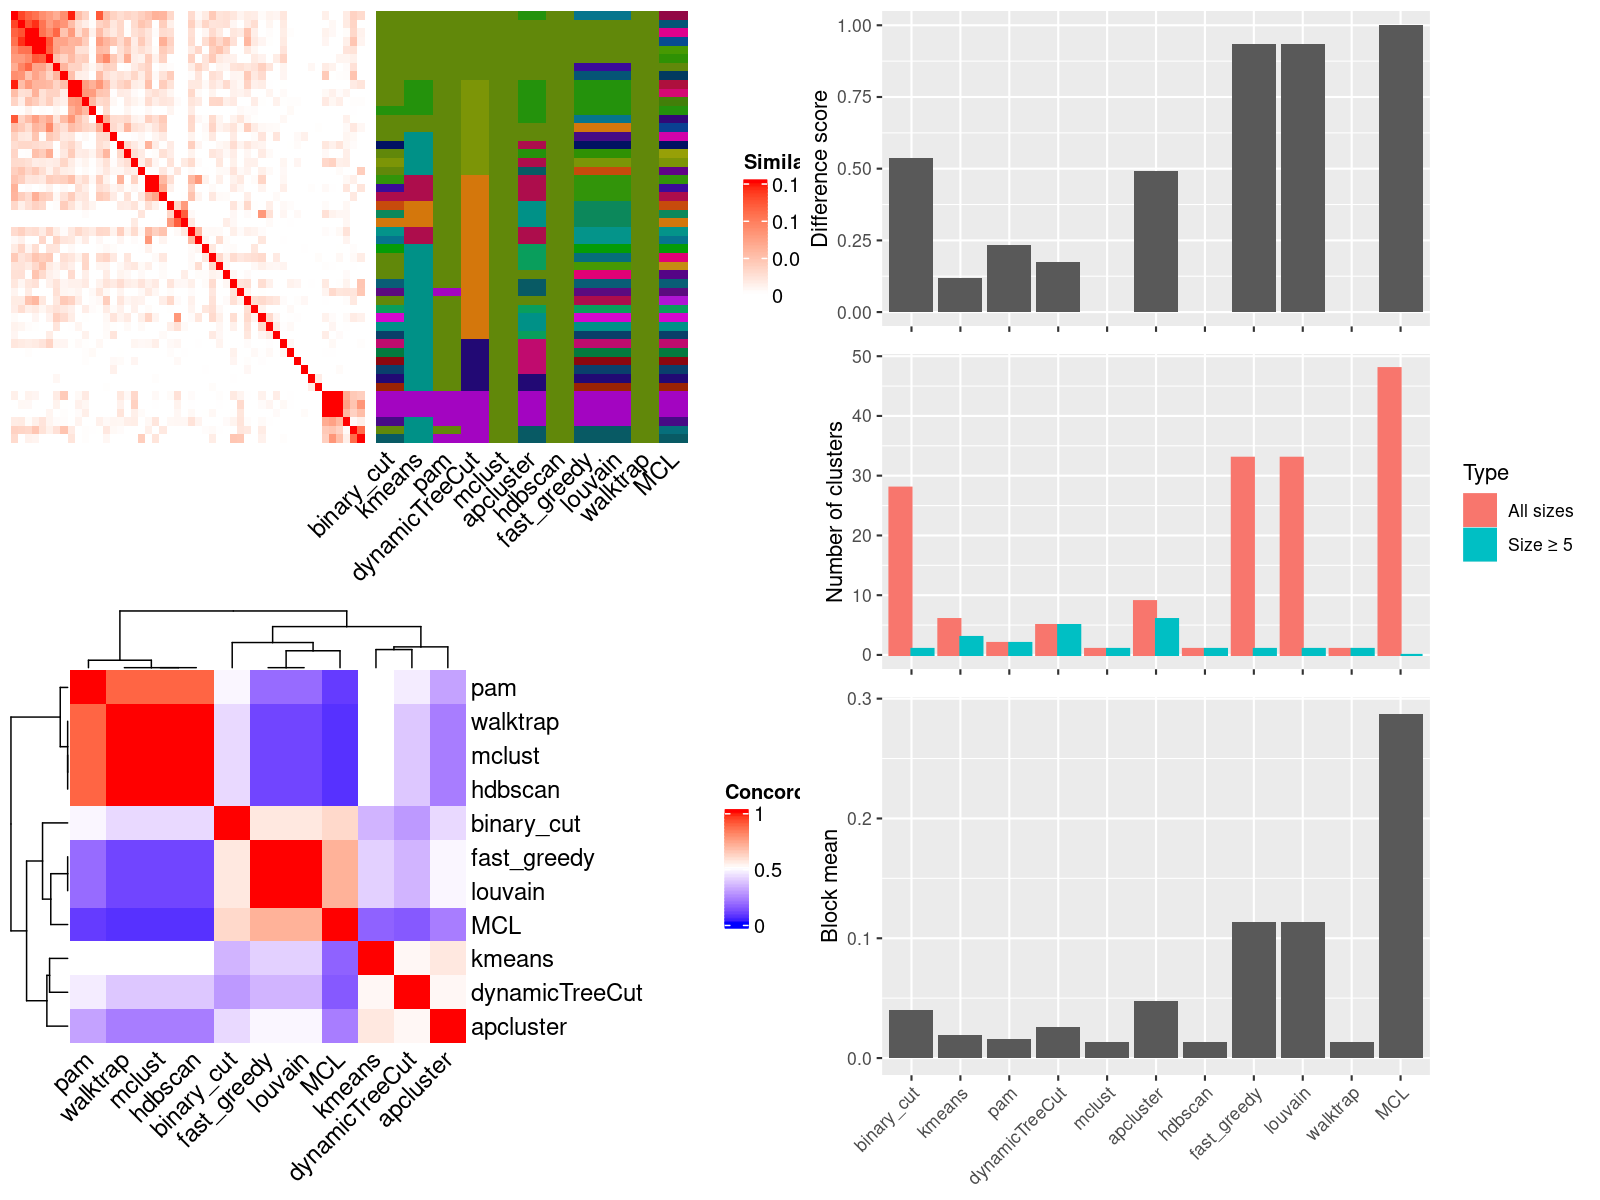 Simila
0.1
0.1
0.0
0
binary_cut
kmeans
pam
dynamicTreeCut
mclust
apcluster
hdbscan
fast_greedy
louvain
walktrap
MCL
pam
walktrap
mclust
hdbscan
binary_cut
fast_greedy
louvain
MCL
kmeans
dynamicTreeCut
apcluster
pam
walktrap
mclust
hdbscan
binary_cut
fast_greedy
louvain
MCL
kmeans
dynamicTreeCut
apcluster
Concord
1
0.5
0
Difference score
1.00
0.75
0.50
0.25
0.00
Number of clusters
50
40
30
20
10
0
Type
All sizes
Size ≥ 5
Block mean
0.3
0.2
0.1
0.0
binary_cut
kmeans
pam
dynamicTreeCut
mclust
apcluster
hdbscan
fast_greedy
louvain
walktrap
MCL